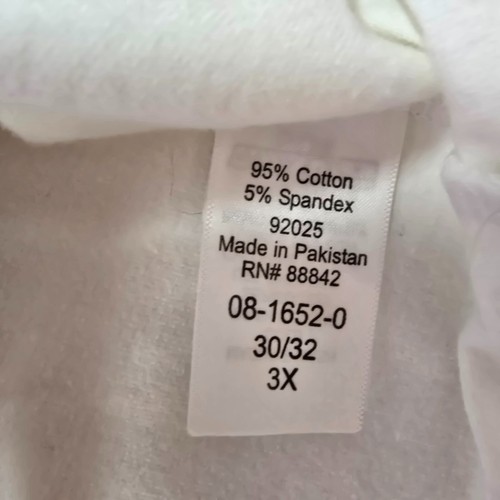 95% Cotton
5% Spandex
92025
Made in Pakistan
RN# 88842
08-1652-0
30/32
3X